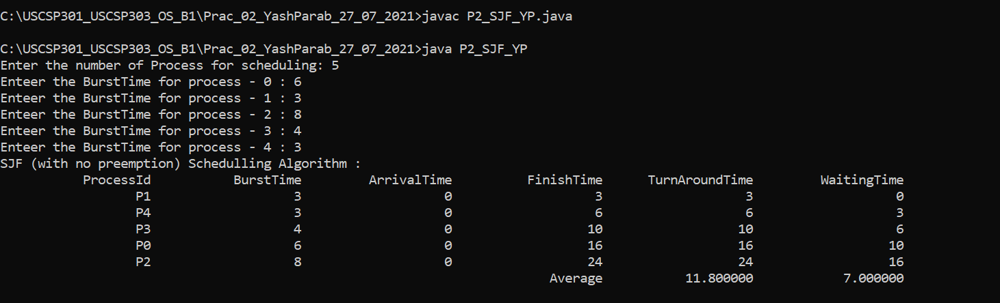 C:\USCSP301_USCSP303_OS_B1\Prac_02_YashParab_27_07_2021>javac P2_SJF_YP.java
C:\USCSP301_USCSP303_OS_B1\Prac_02_YashParab_27_07_2021>java P2_SJF_YP
Enter the number of Process for scheduling: 5
Enteer the BurstTime for process - 0 : 6
Enteer the BurstTime for process - 1 : 3
Enteer the BurstTime for process - 2 : 8
Enteer the BurstTime for process - 3 : 4
Enteer the BurstTime for process - 4 : 3
SJF (with no preemption) Schedulling Algorithm :
ProcessId BurstTime ArrivalTime FinishTime TurnAroundTime WaitingTime
P1 3 0 3 3 0
P4 3 0 6 6 3
P3 4 0 10 10 6
P0 6 0 16 16 10
P2 8 0 24 24 16
Average 11.800000 7.000000